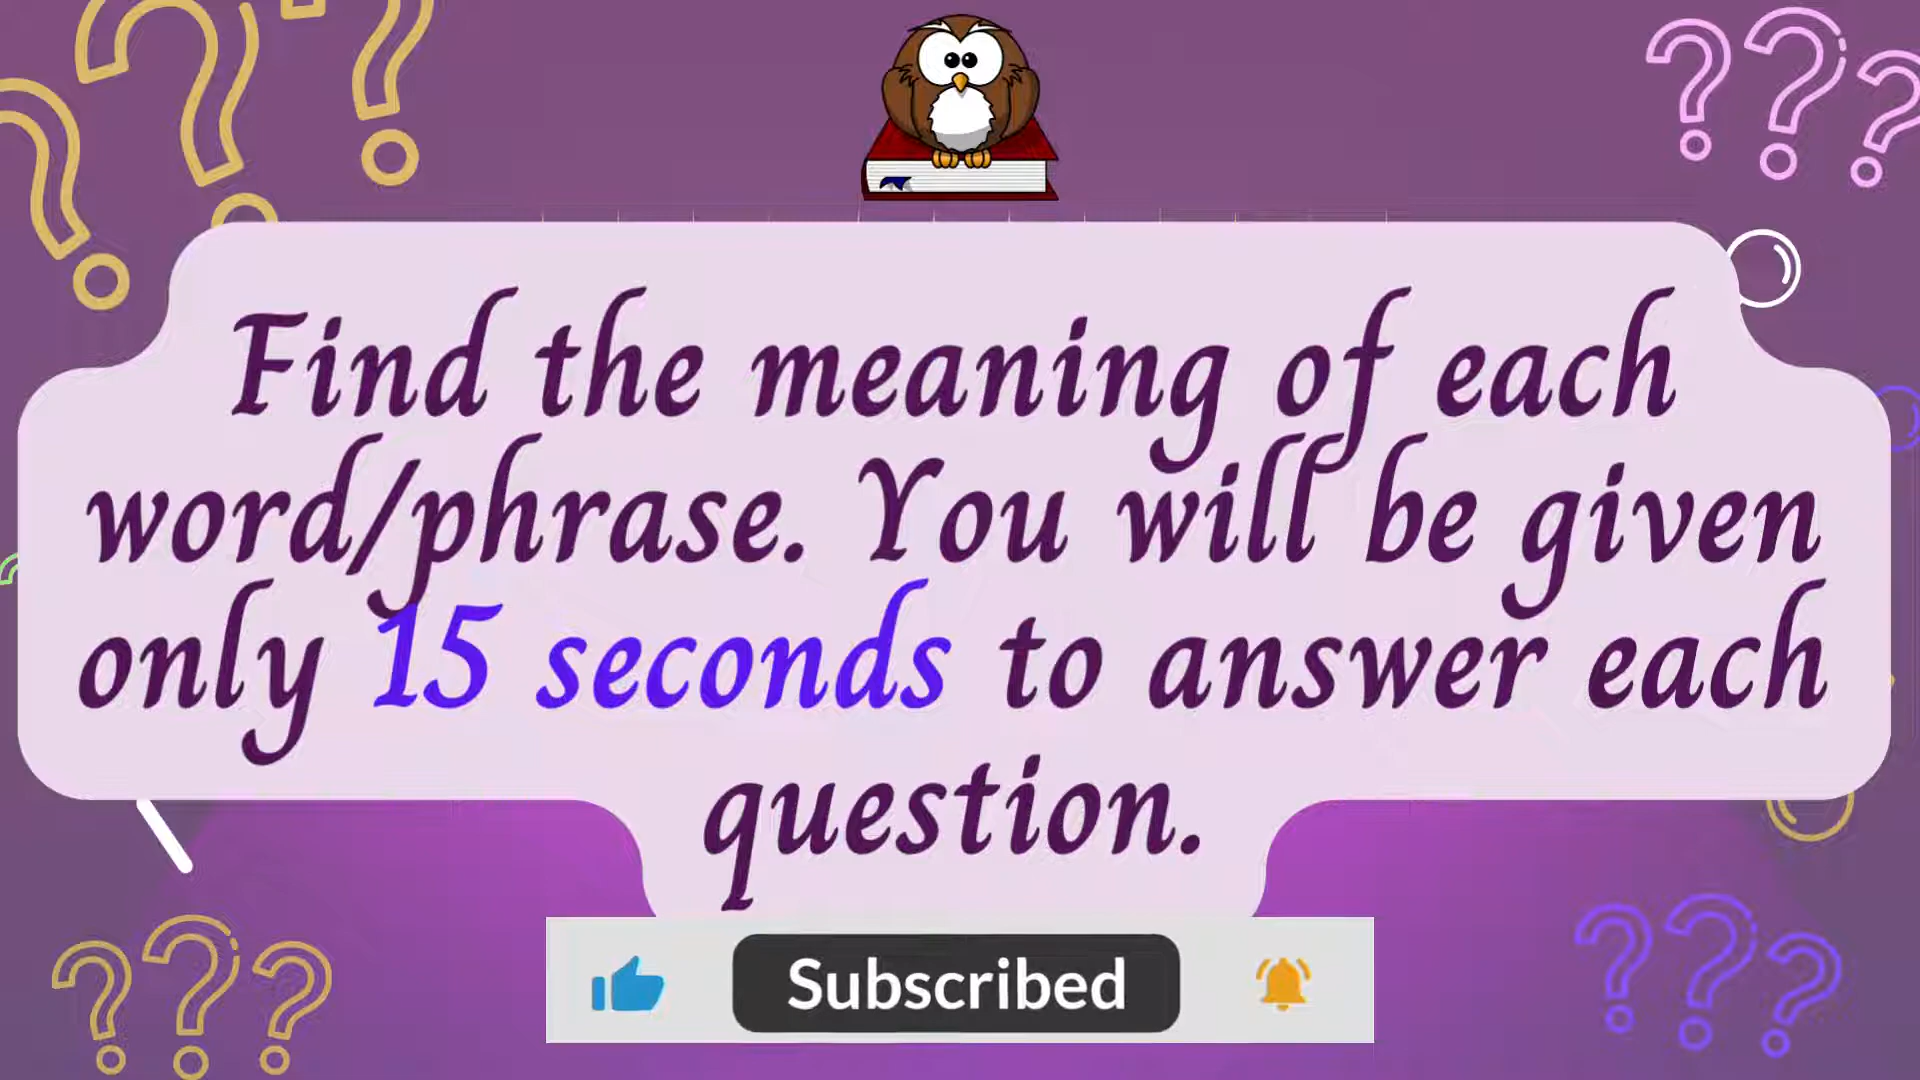 Find the meaning of each
word/phrase. You will be given
only 15 seconds to answer each
question.
Subscribed